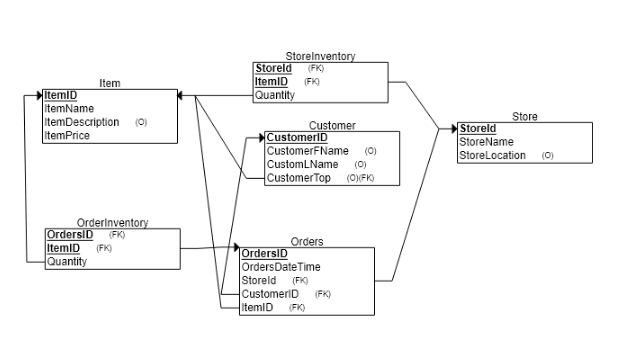 StoreInventory
StoreId (FK)
ItemID (FK)
Quantity
Item
ItemID
ItemName
ItemDescription (O)
ItemPrice
Customer
CustomerID
CustomerFName (O)
CustomLName (O)
CustomerTop (O)(FK)
Store
StoreId
StoreName
StoreLocation (O)
OrderInventory
OrdersID (FK)
ItemID (FK)
Quantity
Orders
OrdersID
OrdersDateTime
StoreId (FK)
CustomerID (FK)
ItemID (FK)